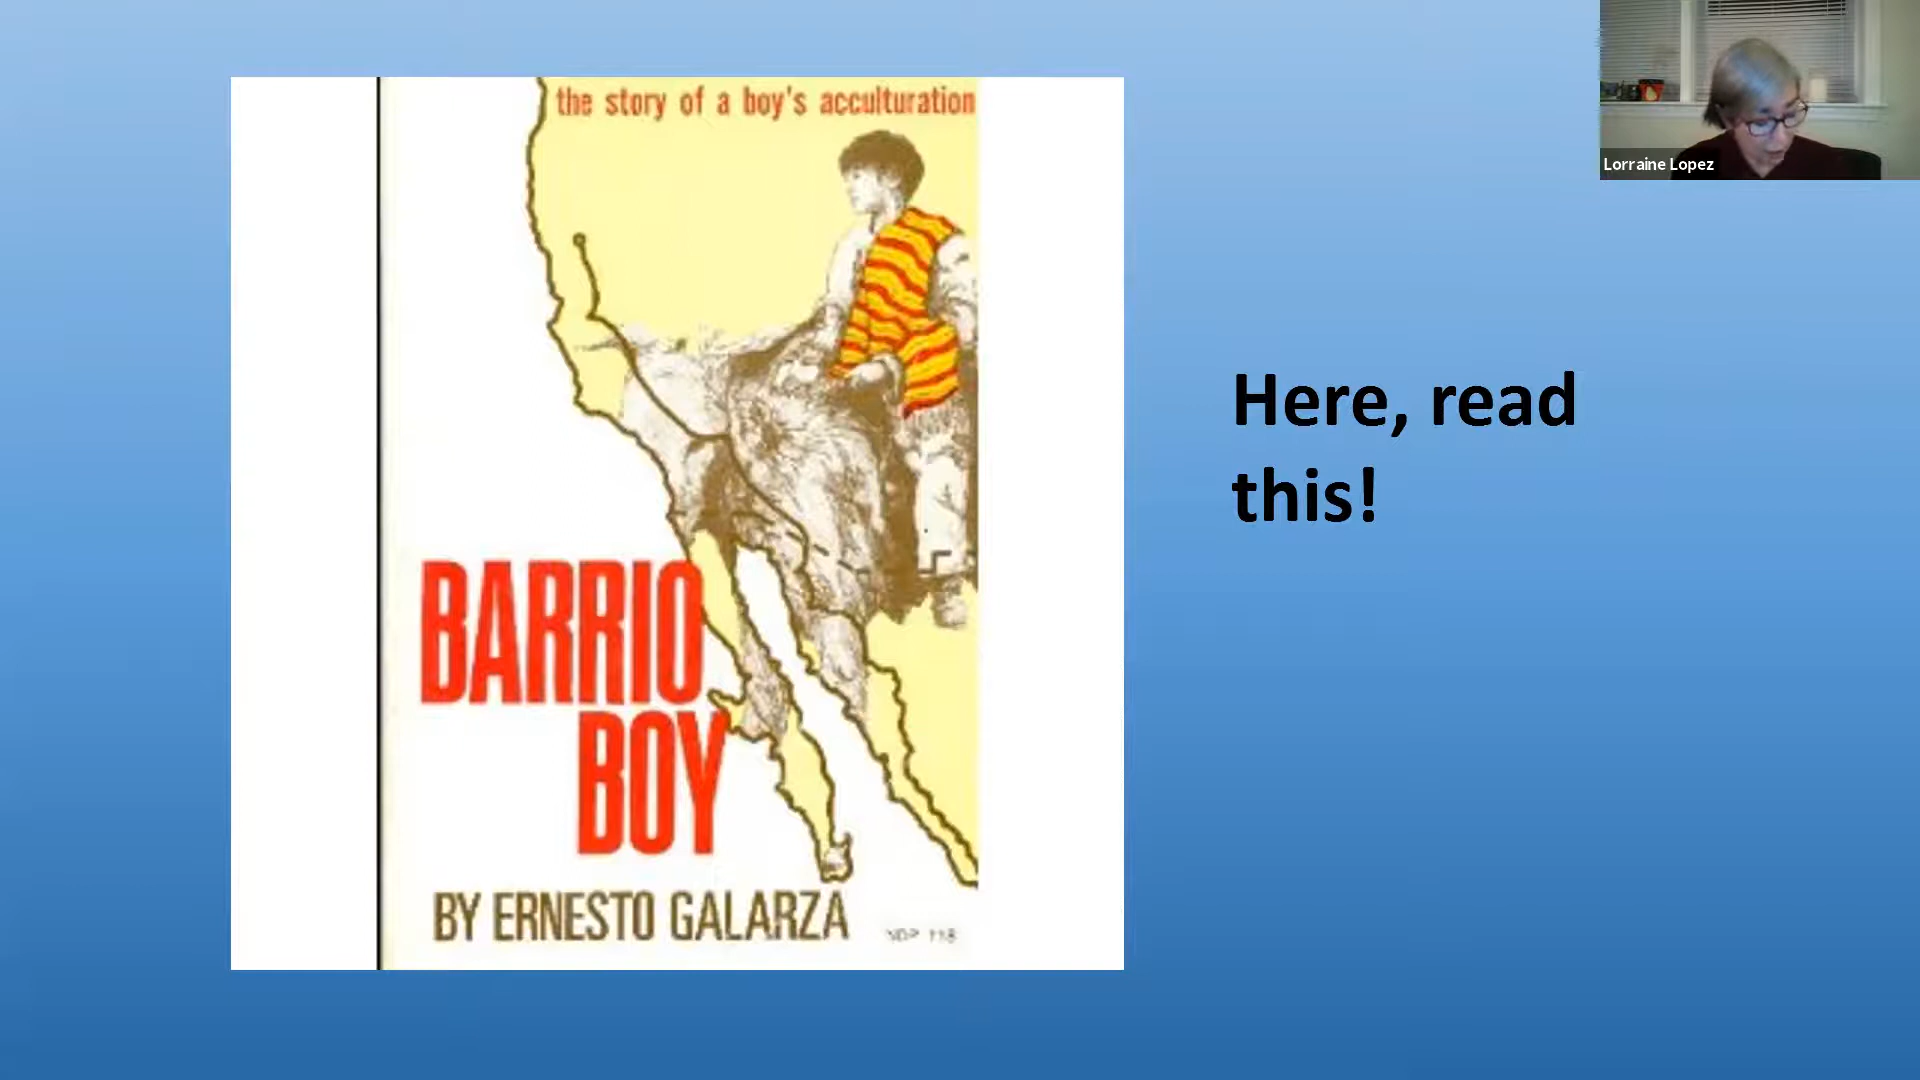 the story of a boy's acculturation
BARRIO
BOY
BY ERNESTO GALARZA
Here, read
this!
Lorraine Lopez